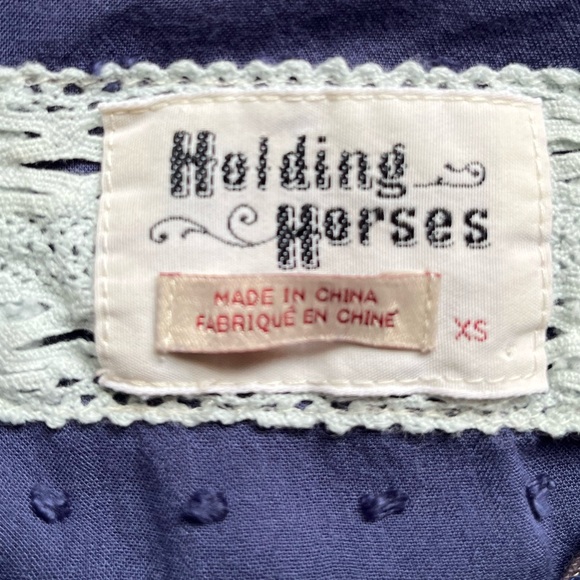 Holding
Horses
MADE IN CHINA
FABRIQUÉ EN CHINE
XS